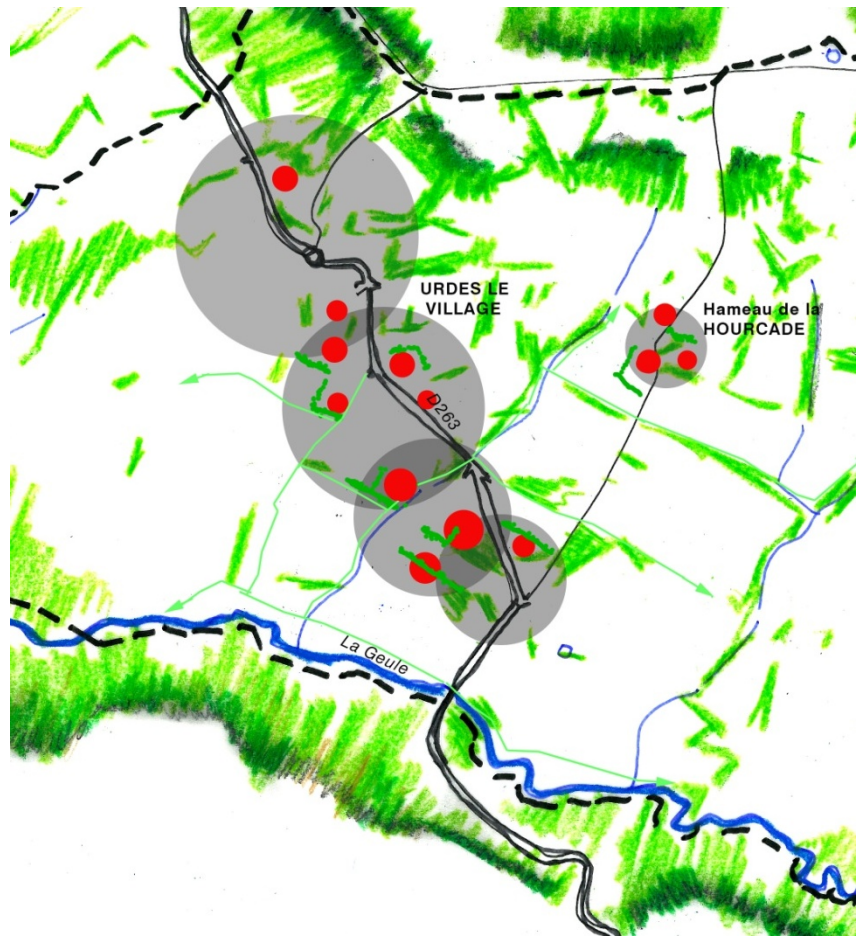 URDES LE
VILLAGE
Hameau de la
HOURCADE
D263
La Geule